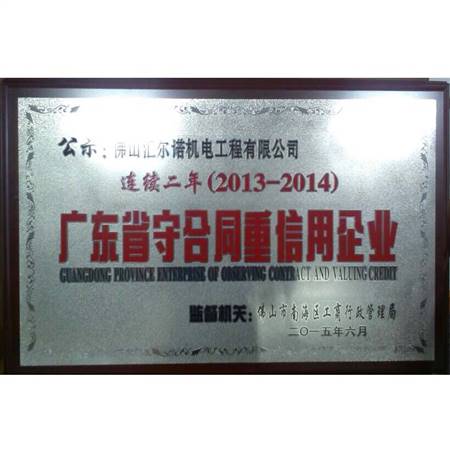 公示：佛山汇尔诺机电工程有限公司
连续二年(2013-2014)
广东省守合同重信用企业
GUANGDONG PROVINCE ENTERPRISE OF OBSERVING CONTRACT AND VALUING CREDIT
监督机关：佛山市南海区工商行政管理局
二〇一五年六月